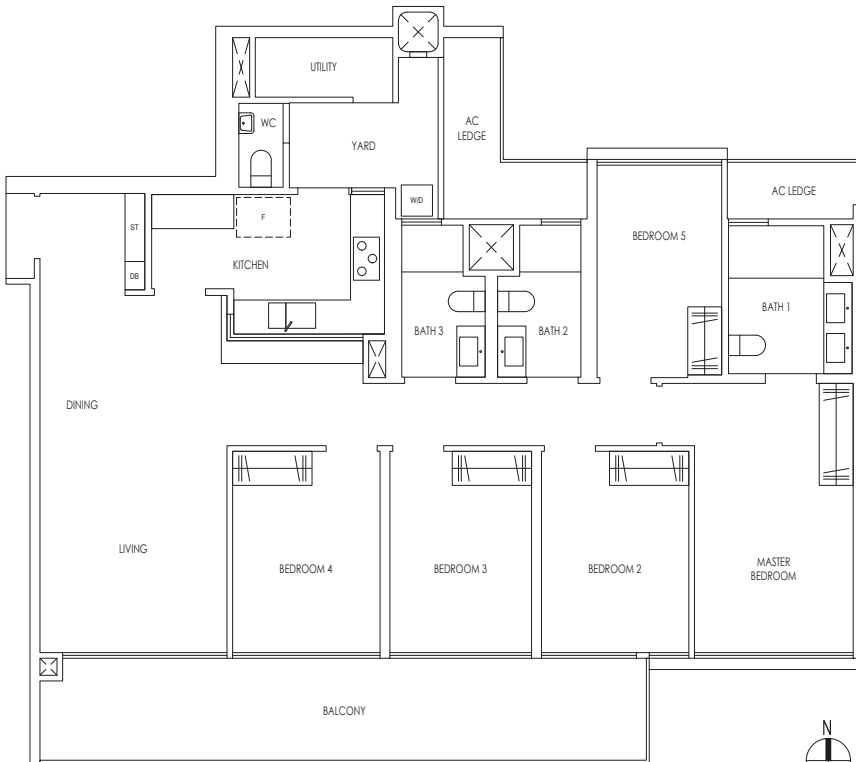 UTILITY
WC
YARD
AC
LEDGE
AC LEDGE
W/D
ST
F
BEDROOM 5
KITCHEN
DB
BATH 3
BATH 2
BATH 1
DINING
LIVING
BEDROOM 4
BEDROOM 3
BEDROOM 2
MASTER
BEDROOM
BALCONY
N